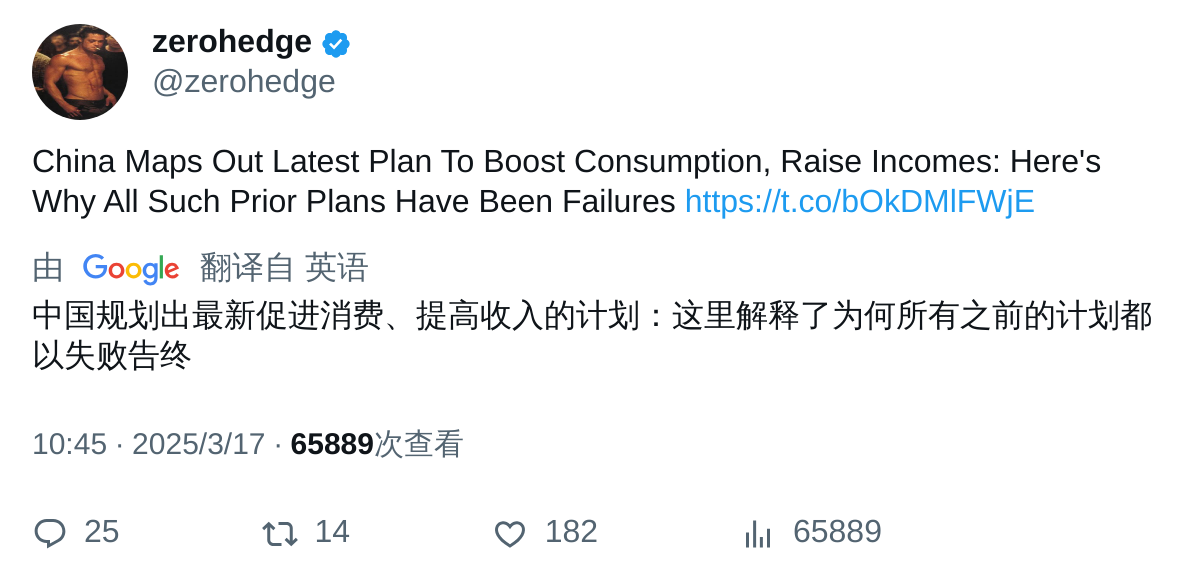 zerohedge
@zerohedge
China Maps Out Latest Plan To Boost Consumption, Raise Incomes: Here's
Why All Such Prior Plans Have Been Failures https://t.co/bOkDMlFWjE
由 Google 翻译自 英语
中国规划出最新促进消费、提高收入的计划：这里解释了为何所有之前的计划都
以失败告终
10:45 · 2025/3/17 · 65889次查看
25 14 182 65889